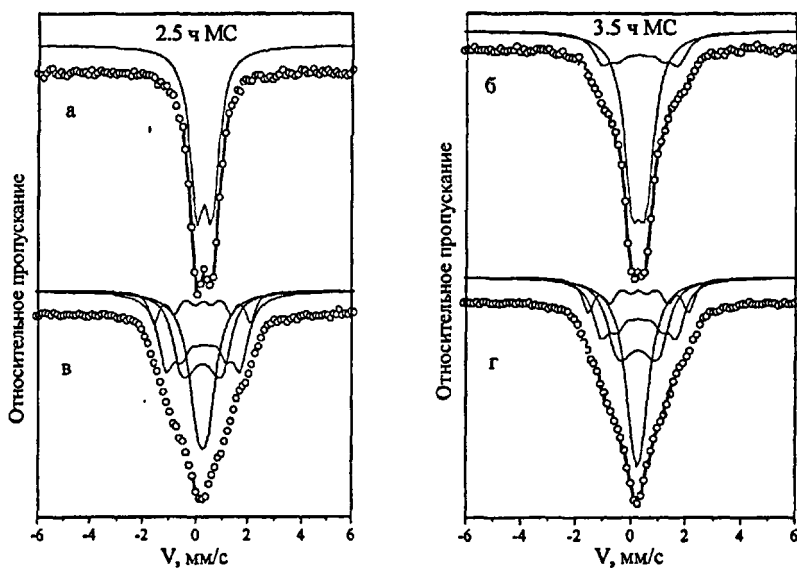 2.5 ч МС
а
в
Относительное пропускание
-6 -4 -2 0 2 4 6
V, мм/с
3.5 ч МС
б
г
Относительное пропускание
-6 -4 -2 0 2 4 6
V, мм/с